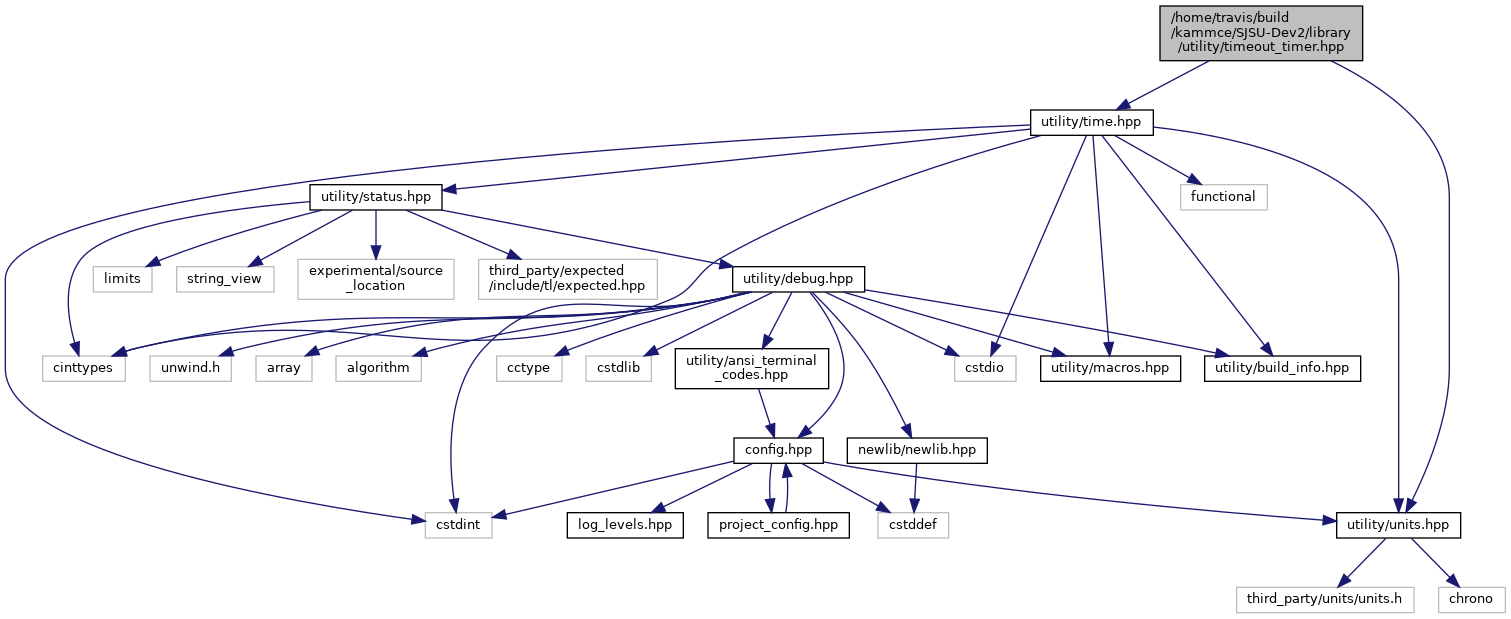 /home/travis/build
/kammce/SJSU-Dev2/library
/utility/timeout_timer.hpp
utility/time.hpp
utility/status.hpp
functional
limits
string_view
experimental/source
_location
third_party/expected
/include/tl/expected.hpp
utility/debug.hpp
cinttypes
unwind.h
array
algorithm
cctype
cstdlib
utility/ansi_terminal
_codes.hpp
cstdio
utility/macros.hpp
utility/build_info.hpp
config.hpp
newlib/newlib.hpp
cstdint
log_levels.hpp
project_config.hpp
cstddef
utility/units.hpp
third_party/units/units.h
chrono